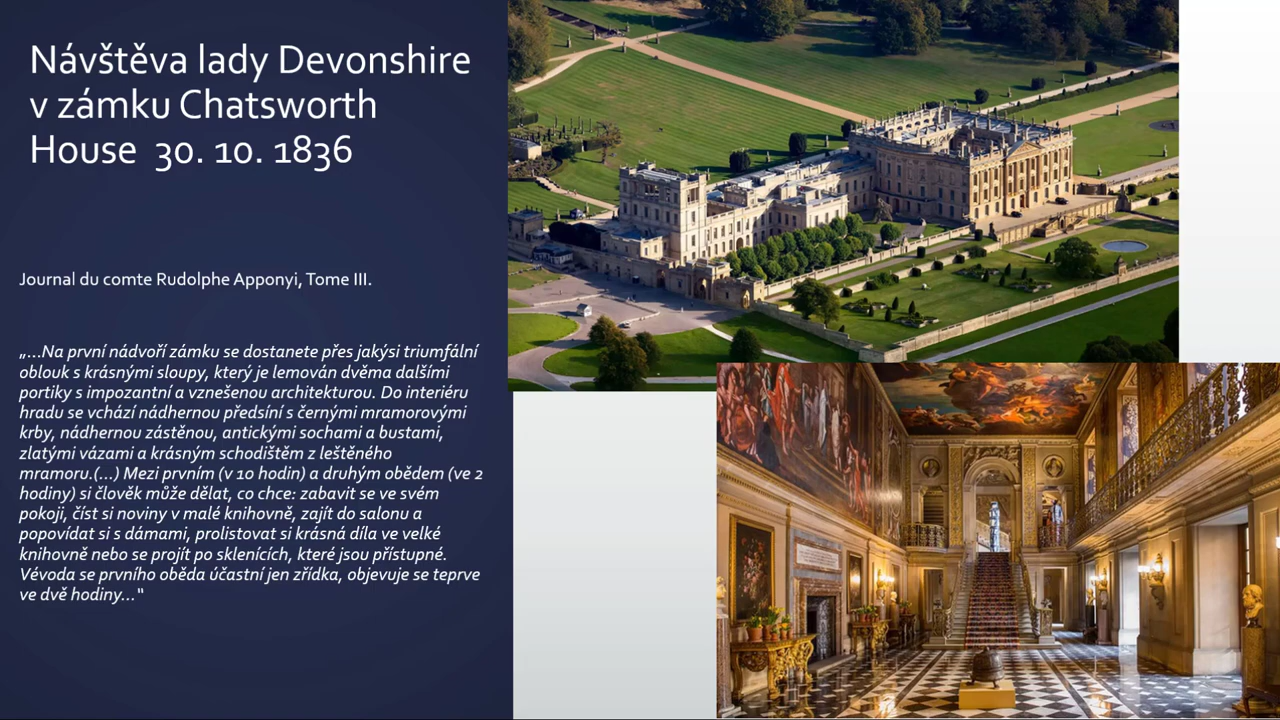 Návštěva lady Devonshire
v zámku Chatsworth
House 30. 10. 1836
Journal du comte Rudolphe Apponyi, Tome III.
„…Na první nádvoří zámku se dostanete přes jakýsi triumfální
oblouk s krásnými sloupy, který je lemován dvěma dalšími
portiky s impozantní a vznešenou architekturou. Do interiéru
hradu se vchází nádhernou předsíní s černými mramorovými
krby, nádhernou zástěnou, antickými sochami a bustami,
zlatými vázami a krásným schodištěm z leštěného
mramoru.(…) Mezi prvním (v 10 hodin) a druhým obědem (ve 2
hodiny) si člověk může dělat, co chce: zabavit se ve svém
pokoji, číst si noviny v malé knihovně, zajít do salonu a
popovídat si s dámami, prolistovat si krásná díla ve velké
knihovně nebo se projít po sklenících, které jsou přístupné.
Vévoda se prvního oběda účastní jen zřídka, objevuje se teprve
ve dvě hodiny…“